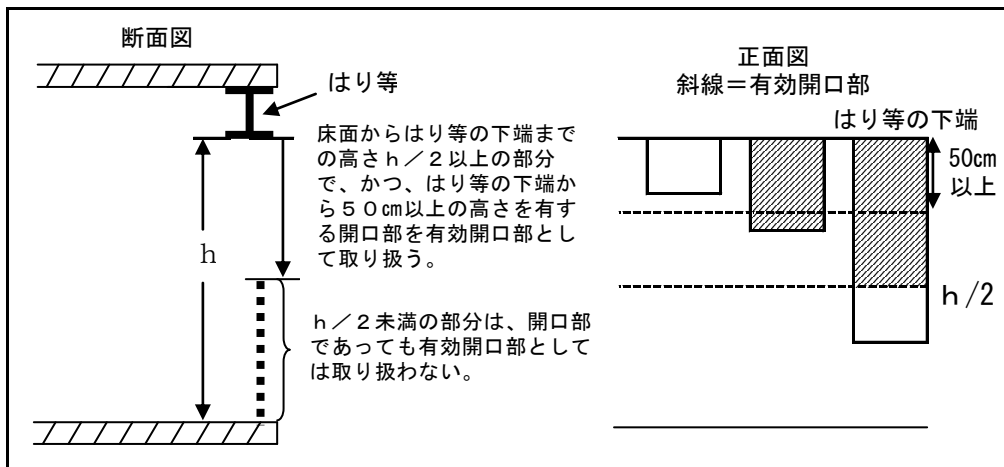 断面図
はり等
床面からはり等の下端まで
の高さｈ／２以上の部分
で、かつ、はり等の下端か
ら５０㎝以上の高さを有す
る開口部を有効開口部とし
て取り扱う。
ｈ
ｈ／２未満の部分は、開口部
であっても有効開口部として
は取り扱わない。
正面図
斜線＝有効開口部
はり等の下端
50㎝
以上
ｈ/2